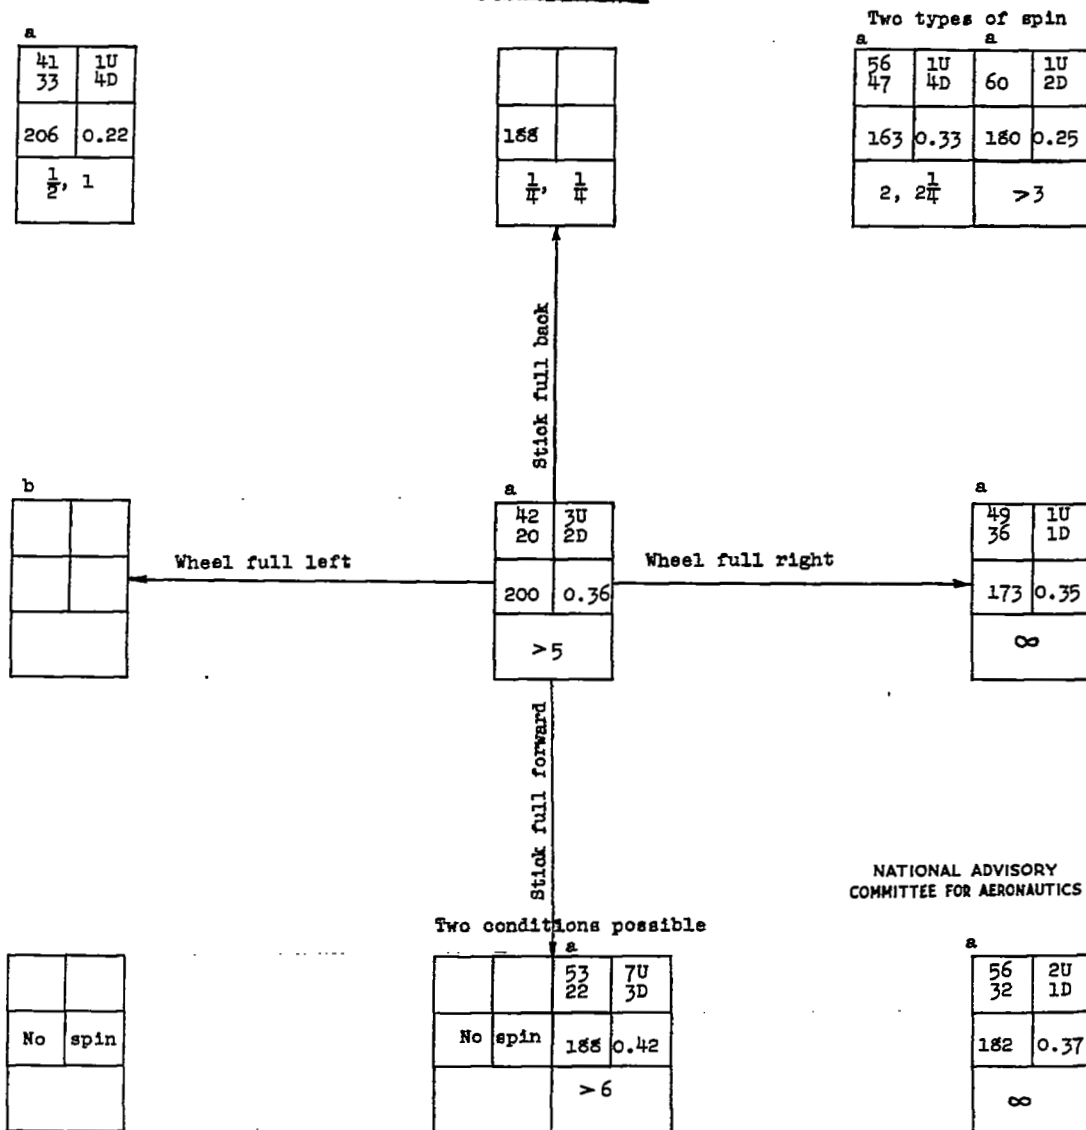 Two types of spin
a
41 1U
33 4D
206 0.22
1/2, 1
188
1/4, 1/4
a a
56 1U 60 1U
47 4D 2D
163 0.33 180 0.25
2, 2 1/4 >3
Stick full back
b
Wheel full left
a
42 3U
20 2D
200 0.36
>5
Wheel full right
a
49 1U
36 1D
173 0.35
∞
Stick full forward
NATIONAL ADVISORY
COMMITTEE FOR AERONAUTICS
Two conditions possible
No spin
a
53 7U
22 3D
No spin 188 0.42
>6
a
56 2U
32 1D
182 0.37
∞